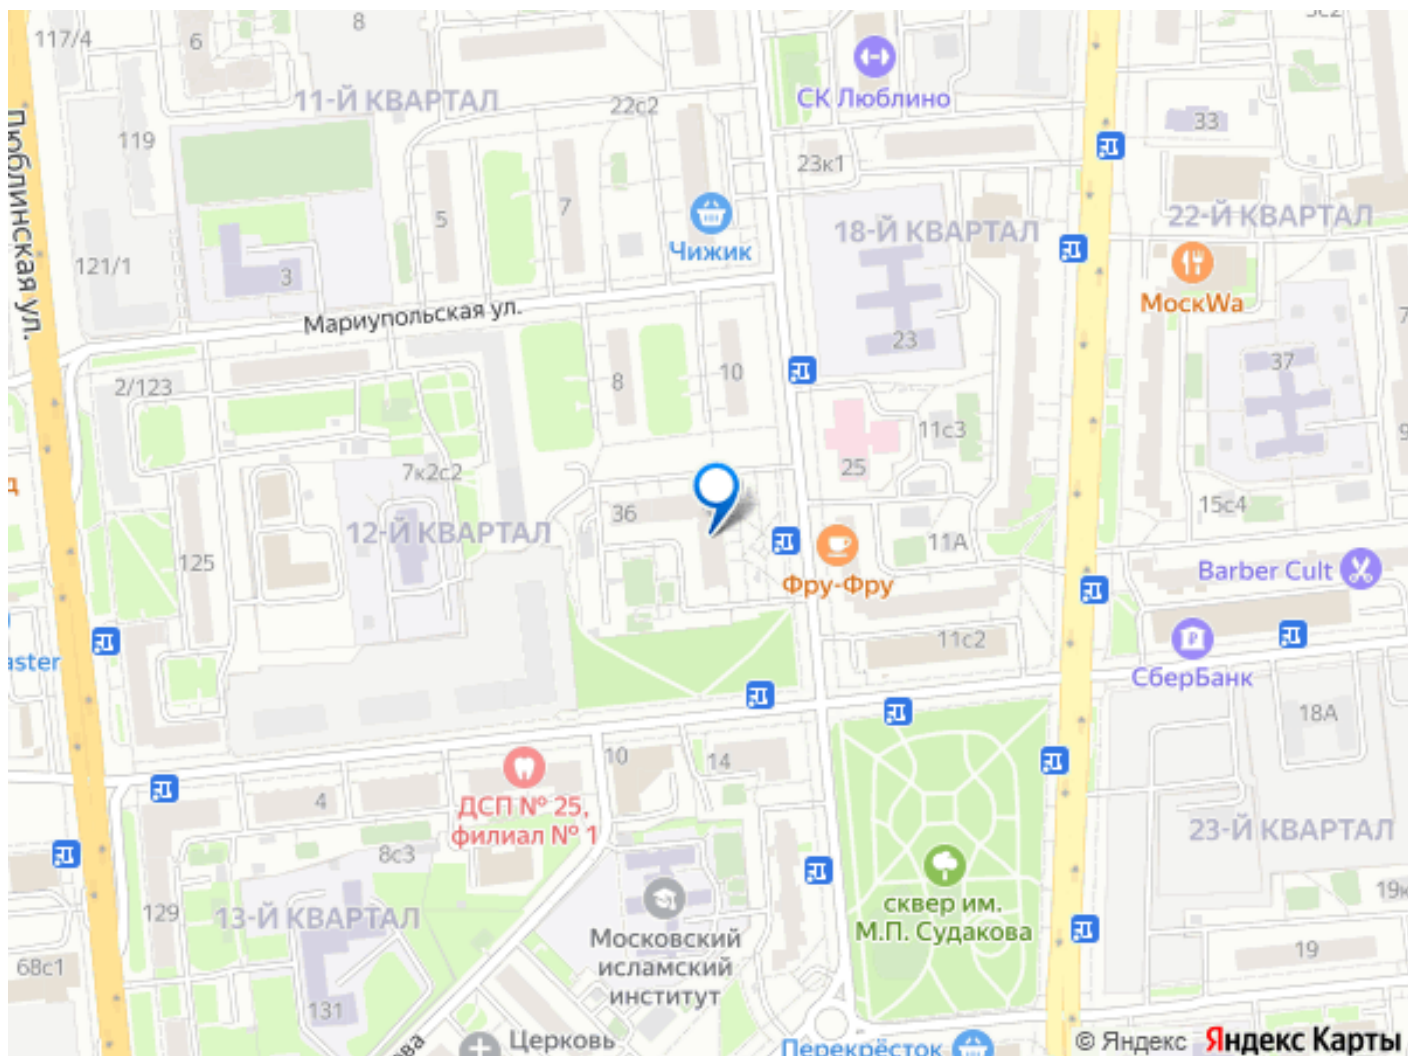 117/4
6
8
СК Люблино
11-Й КВАРТАЛ
22с2
33
119
23к1
Люблинская ул.
5
7
Чижик
18-Й КВАРТАЛ
22-Й КВАРТАЛ
121/1
3
МоскWa
Мариупольская ул.
23
37
2/123
8
10
11с3
7к2с2
25
15с4
36
12-Й КВАРТАЛ
11А
125
Фру-Фру
Barber Cult
11с2
aster
СберБанк
18А
10
14
4
ДСП № 25,
филиал № 1
8с3
23-Й КВАРТАЛ
129
13-Й КВАРТАЛ
сквер им.
М.П. Судакова
Московский
исламский
институт
19
68с1
131
Церковь
Перекрёсток
© Яндекс Яндекс Карты